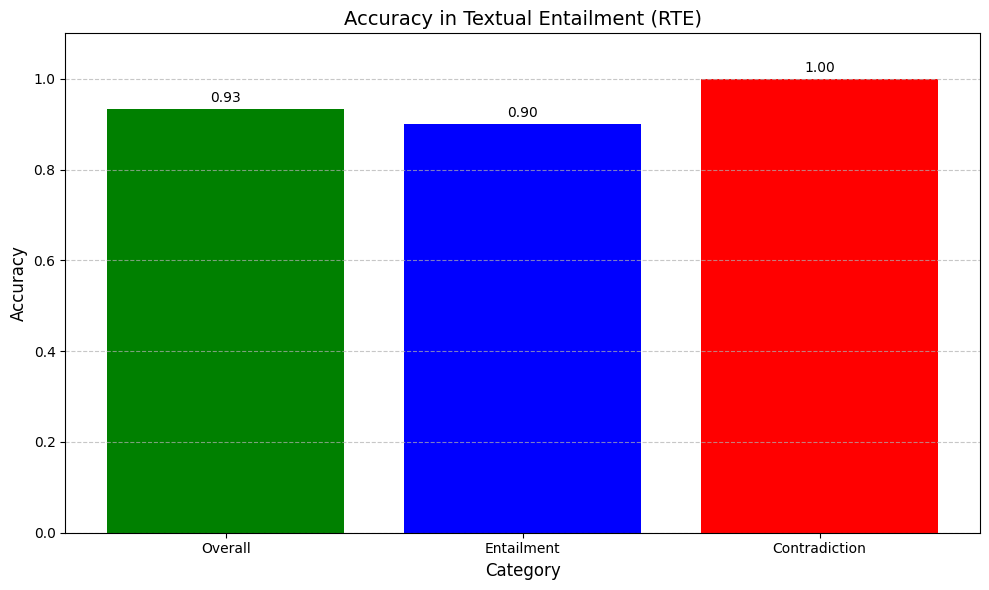 Accuracy in Textual Entailment (RTE)
Accuracy
1.0
0.8
0.6
0.4
0.2
0.0
0.93
0.90
1.00
Overall
Entailment
Contradiction
Category